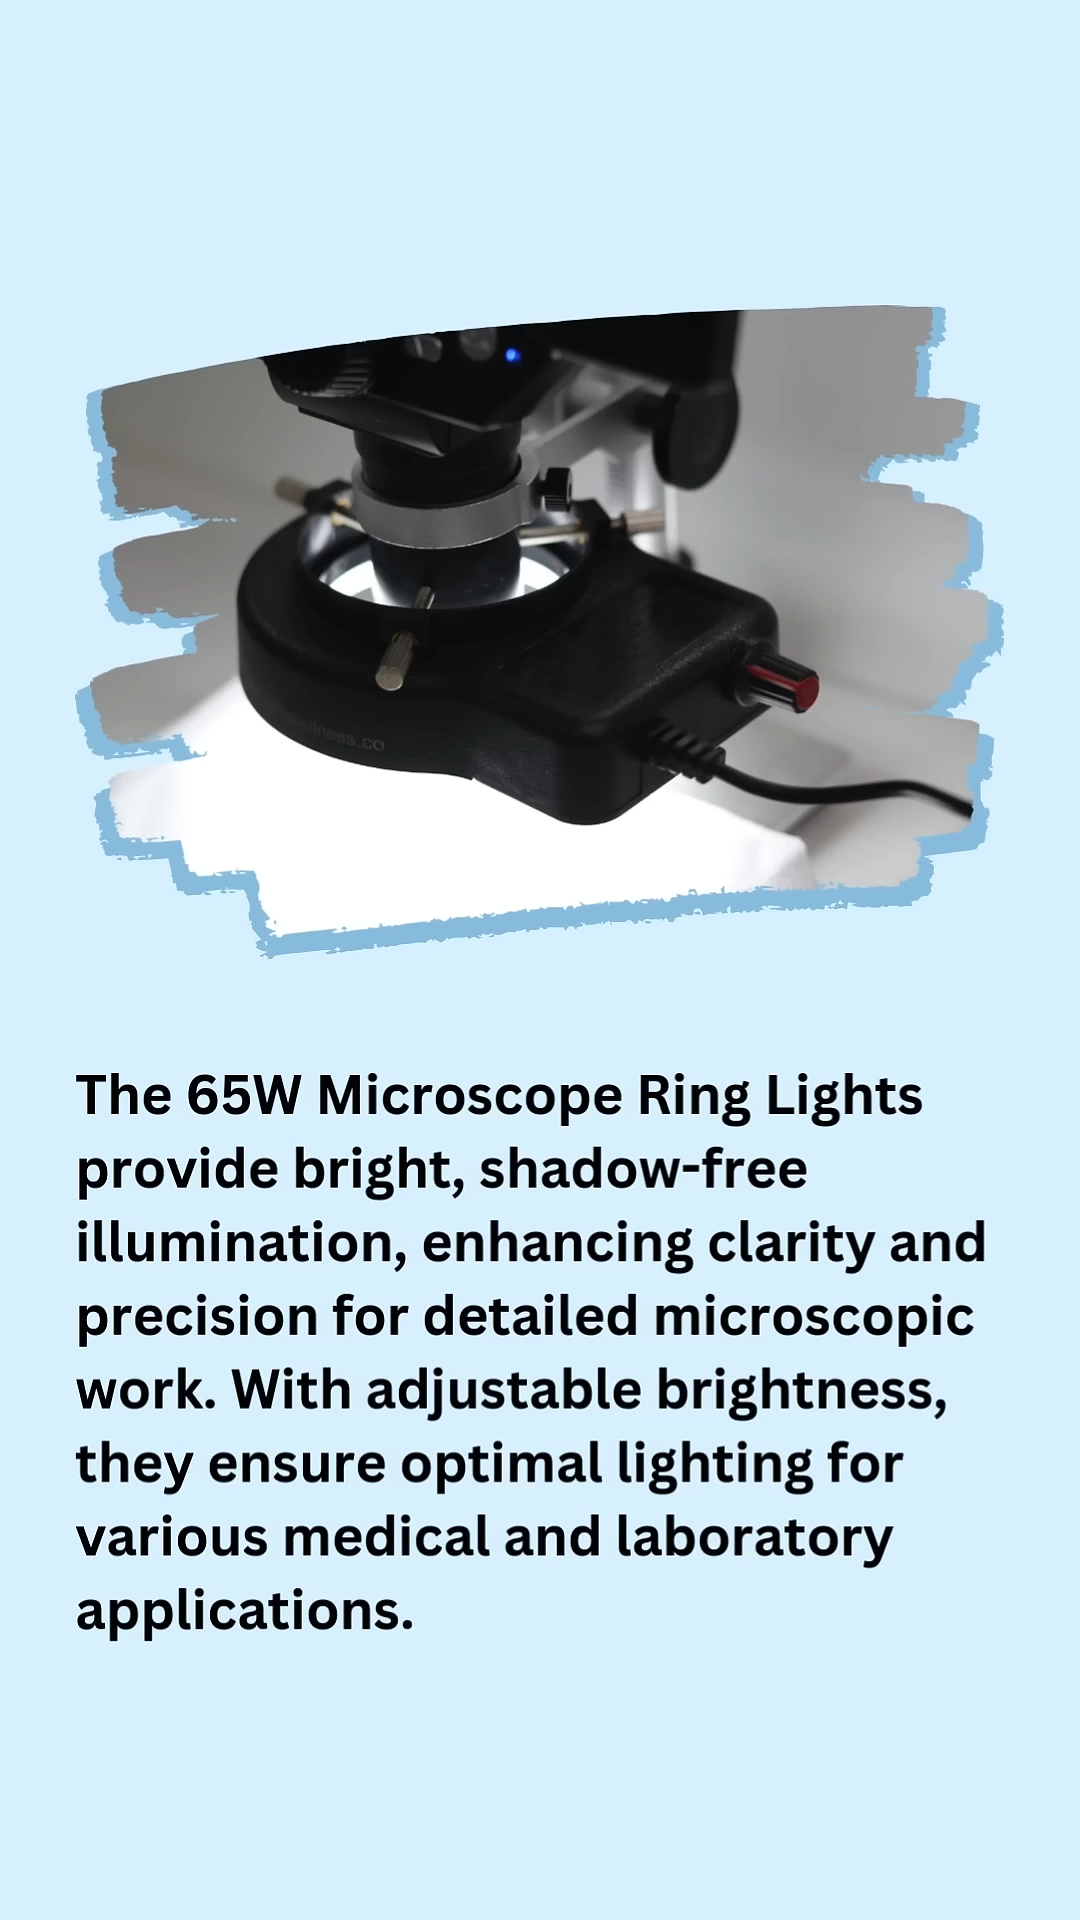 The 65W Microscope Ring Lights
provide bright, shadow-free
illumination, enhancing clarity and
precision for detailed microscopic
work. With adjustable brightness,
they ensure optimal lighting for
various medical and laboratory
applications.